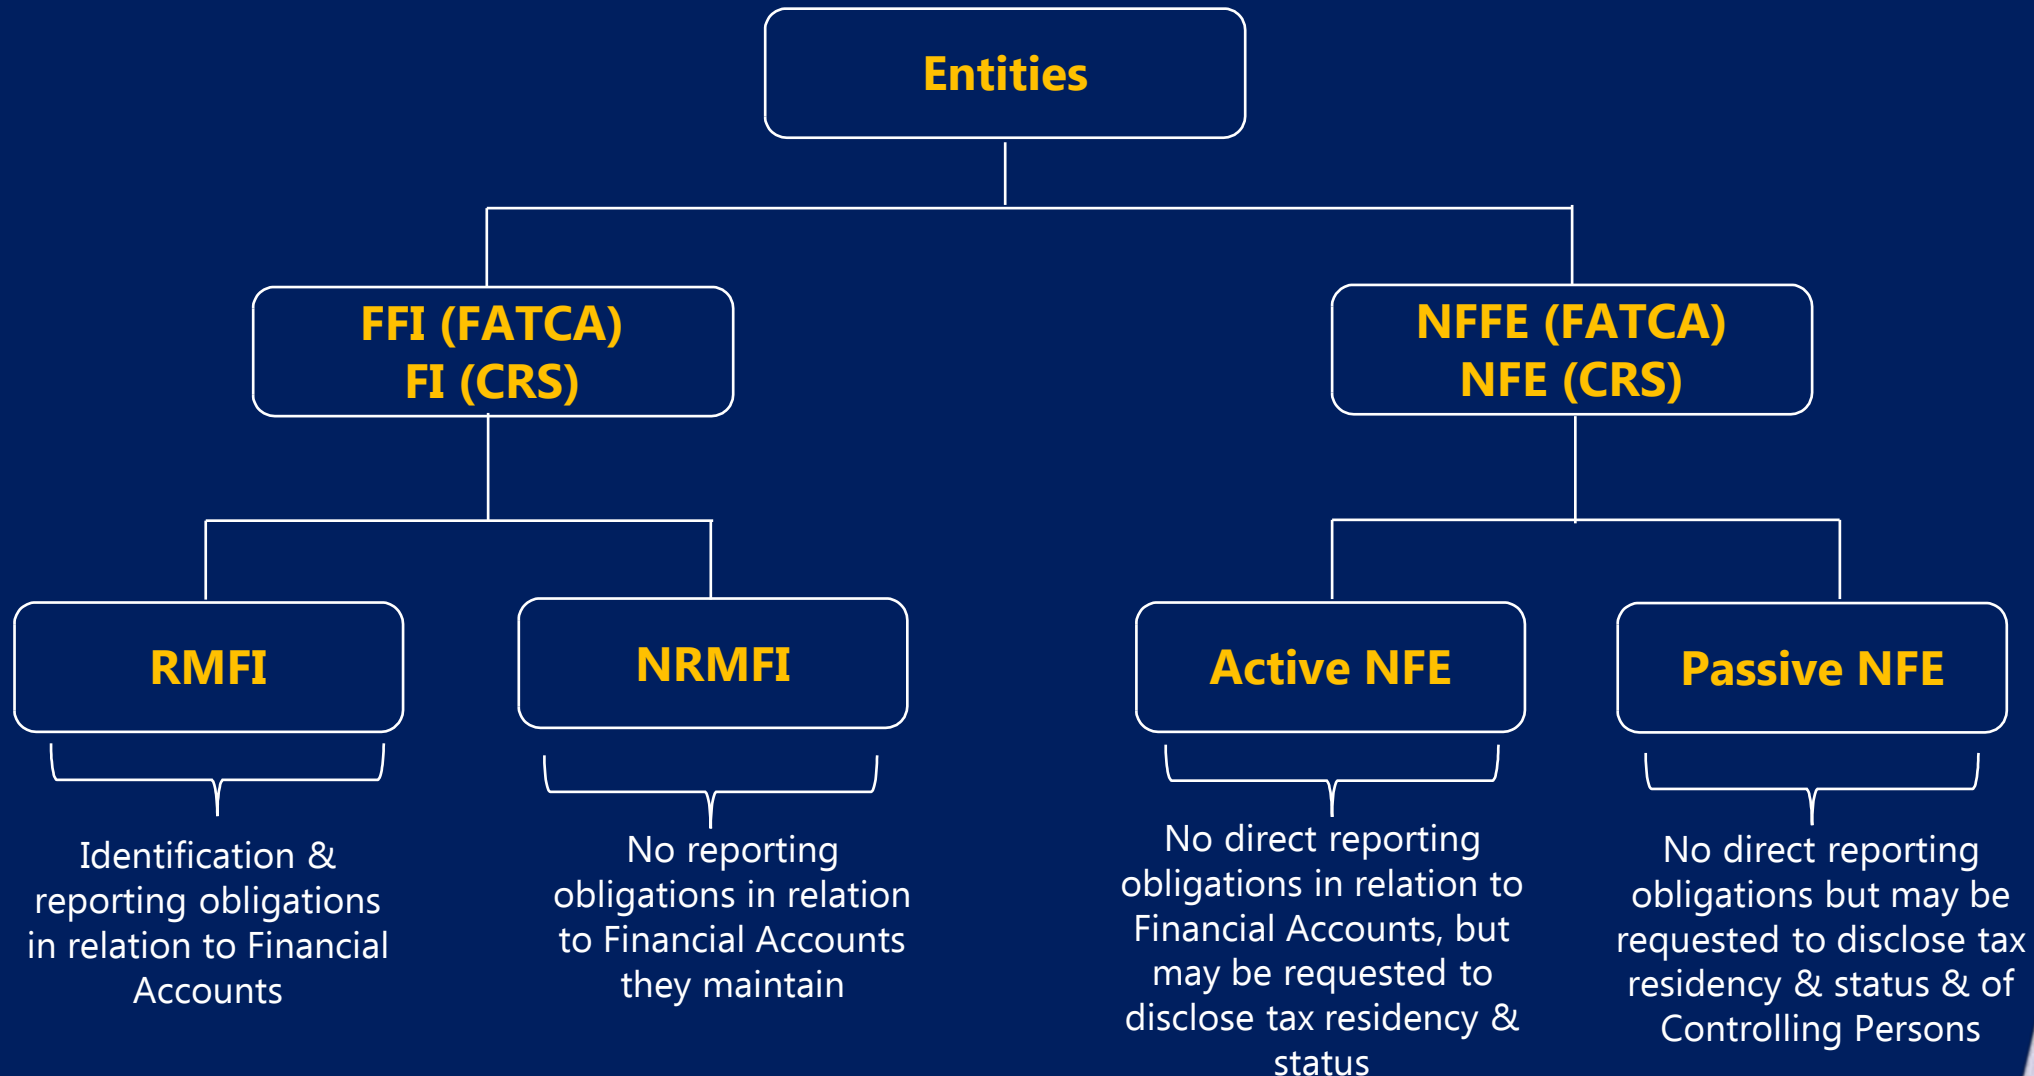 Entities
FFI (FATCA)
FI (CRS)
NFFE (FATCA)
NFE (CRS)
RMFI
NRMFI
Active NFE
Passive NFE
Identification &
reporting obligations
in relation to Financial
Accounts
No reporting
obligations in relation
to Financial Accounts
they maintain
No direct reporting
obligations in relation to
Financial Accounts, but
may be requested to
disclose tax residency &
status
No direct reporting
obligations but may be
requested to disclose tax
residency & status & of
Controlling Persons